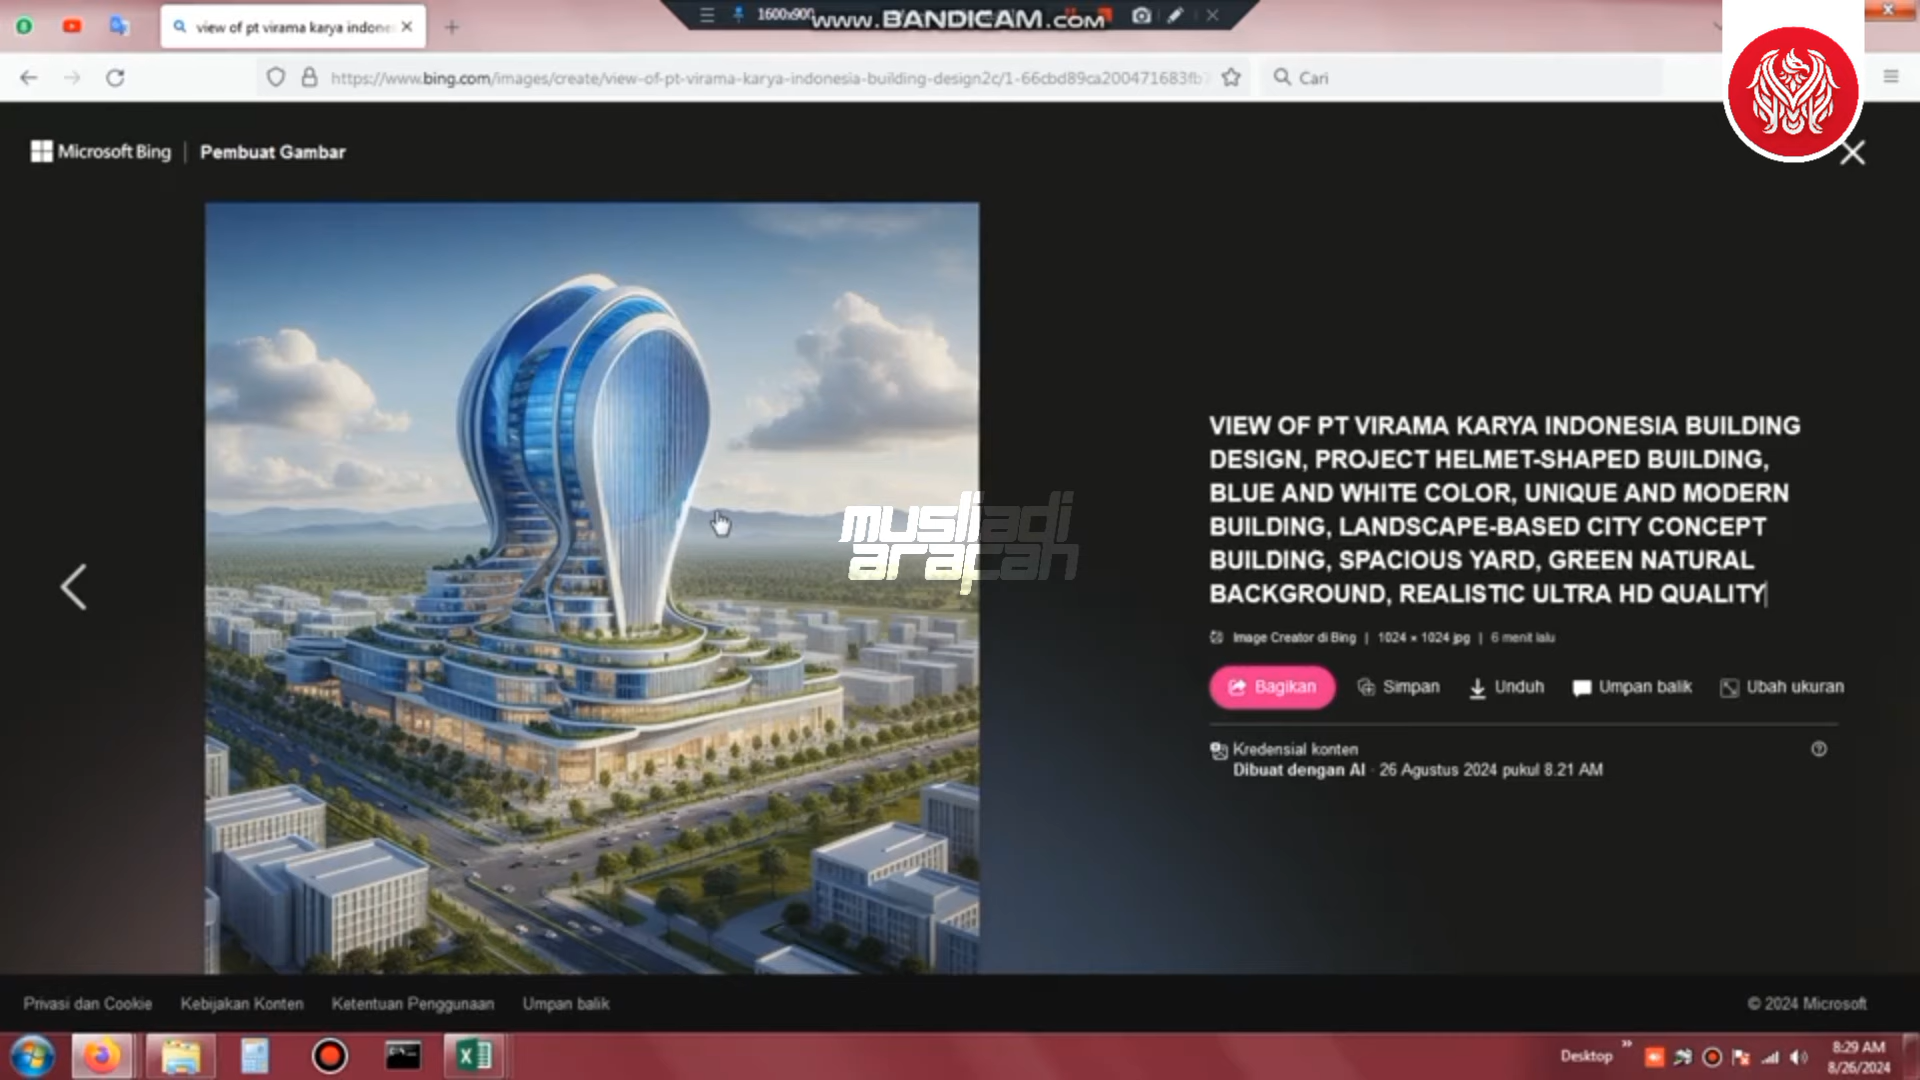 view of pt virama karya indone
1600x900
WWW.BANDICAM.COM
https://www.bing.com/images/create/view-of-pt-virama-karya-indonesia-building-design2c/1-66cbd89ca200471683fb
Cari
Microsoft Bing | Pembuat Gambar
musliadi
arapah
VIEW OF PT VIRAMA KARYA INDONESIA BUILDING
DESIGN, PROJECT HELMET-SHAPED BUILDING,
BLUE AND WHITE COLOR, UNIQUE AND MODERN
BUILDING, LANDSCAPE-BASED CITY CONCEPT
BUILDING, SPACIOUS YARD, GREEN NATURAL
BACKGROUND, REALISTIC ULTRA HD QUALITY
Image Creator di Bing | 1024 × 1024 jpg | 6 menit lalu
Bagikan Simpan Unduh Umpan balik Ubah ukuran
Kredensial konten
Dibuat dengan AI · 26 Agustus 2024 pukul 8.21 AM
Privasi dan Cookie Kebijakan Konten Ketentuan Penggunaan Umpan balik © 2024 Microsoft
Desktop
8:29 AM
8/26/2024